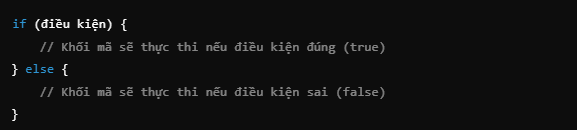 if (điều kiện) {
// Khối mã sẽ thực thi nếu điều kiện đúng (true)
} else {
// Khối mã sẽ thực thi nếu điều kiện sai (false)
}